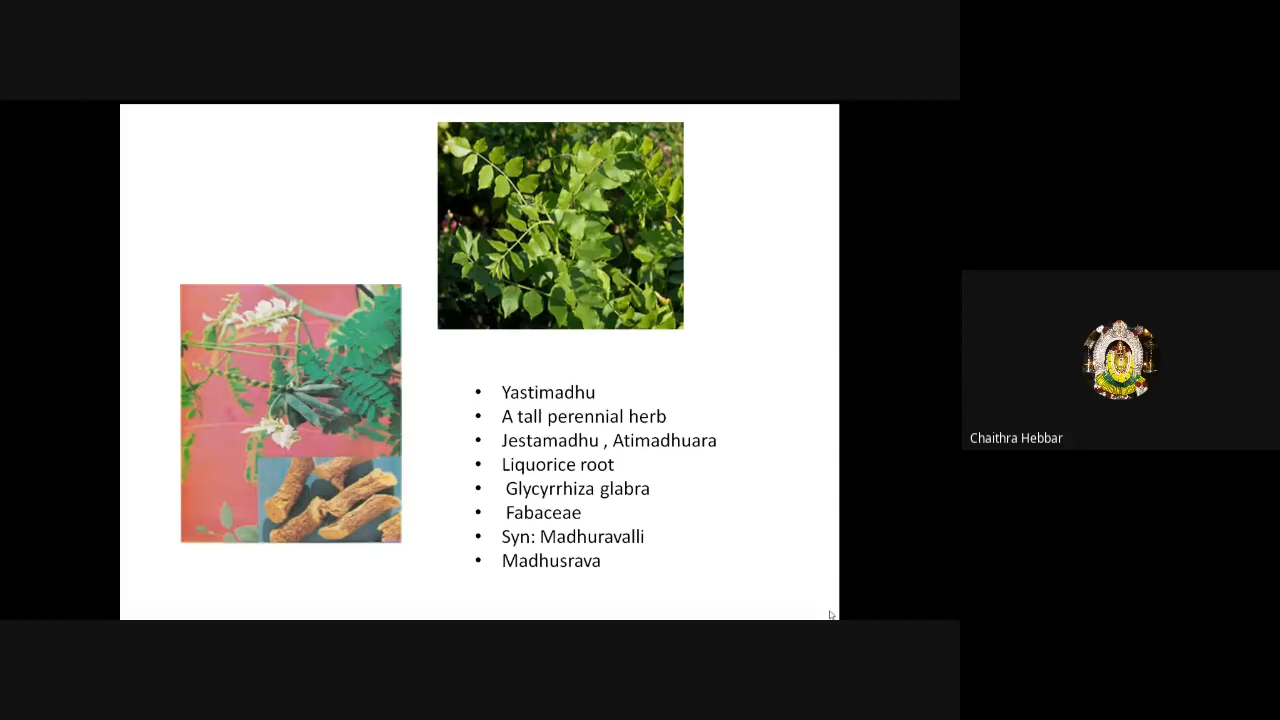 • Yastimadhu
• A tall perennial herb
• Jestamadhu , Atimadhuara
• Liquorice root
• Glycyrrhiza glabra
• Fabaceae
• Syn: Madhuravalli
• Madhusrava
Chaithra Hebbar